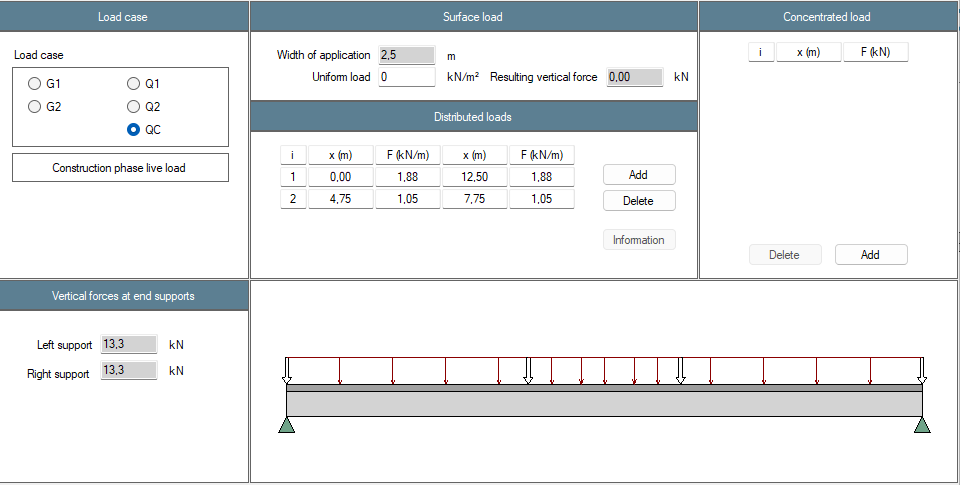 Load case
Load case
G1
Q1
G2
Q2
QC
Construction phase live load
Surface load
Width of application 2,5 m
Uniform load 0 kN/m² Resulting vertical force 0,00 kN
Distributed loads
i x (m) F (kN/m) x (m) F (kN/m)
1 0,00 1,88 12,50 1,88
2 4,75 1,05 7,75 1,05
Add
Delete
Information
Concentrated load
i x (m) F (kN)
Delete Add
Vertical forces at end supports
Left support 13,3 kN
Right support 13,3 kN